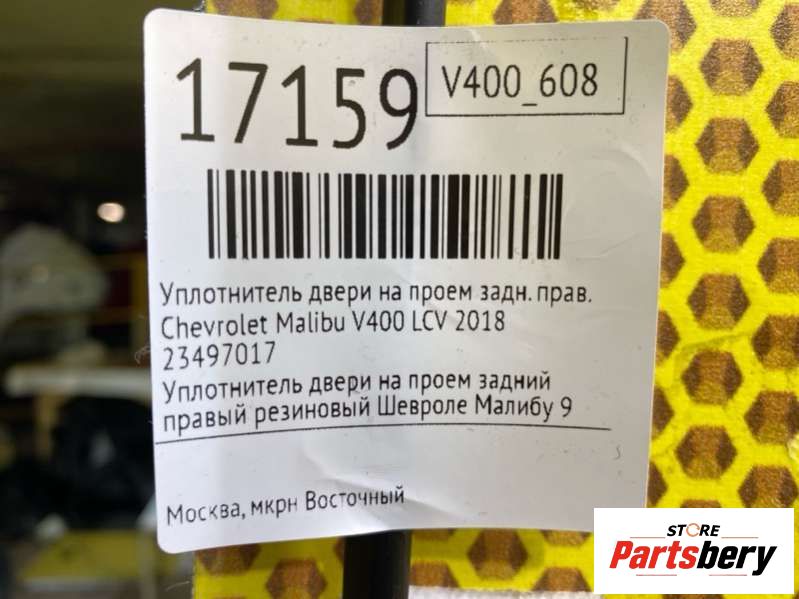 17159
V400_608
Уплотнитель двери на проем задн. прав.
Chevrolet Malibu V400 LCV 2018
23497017
Уплотнитель двери на проем задний
правый резиновый Шевроле Малибу 9
Москва, мкрн Восточный
STORE
Partsbery